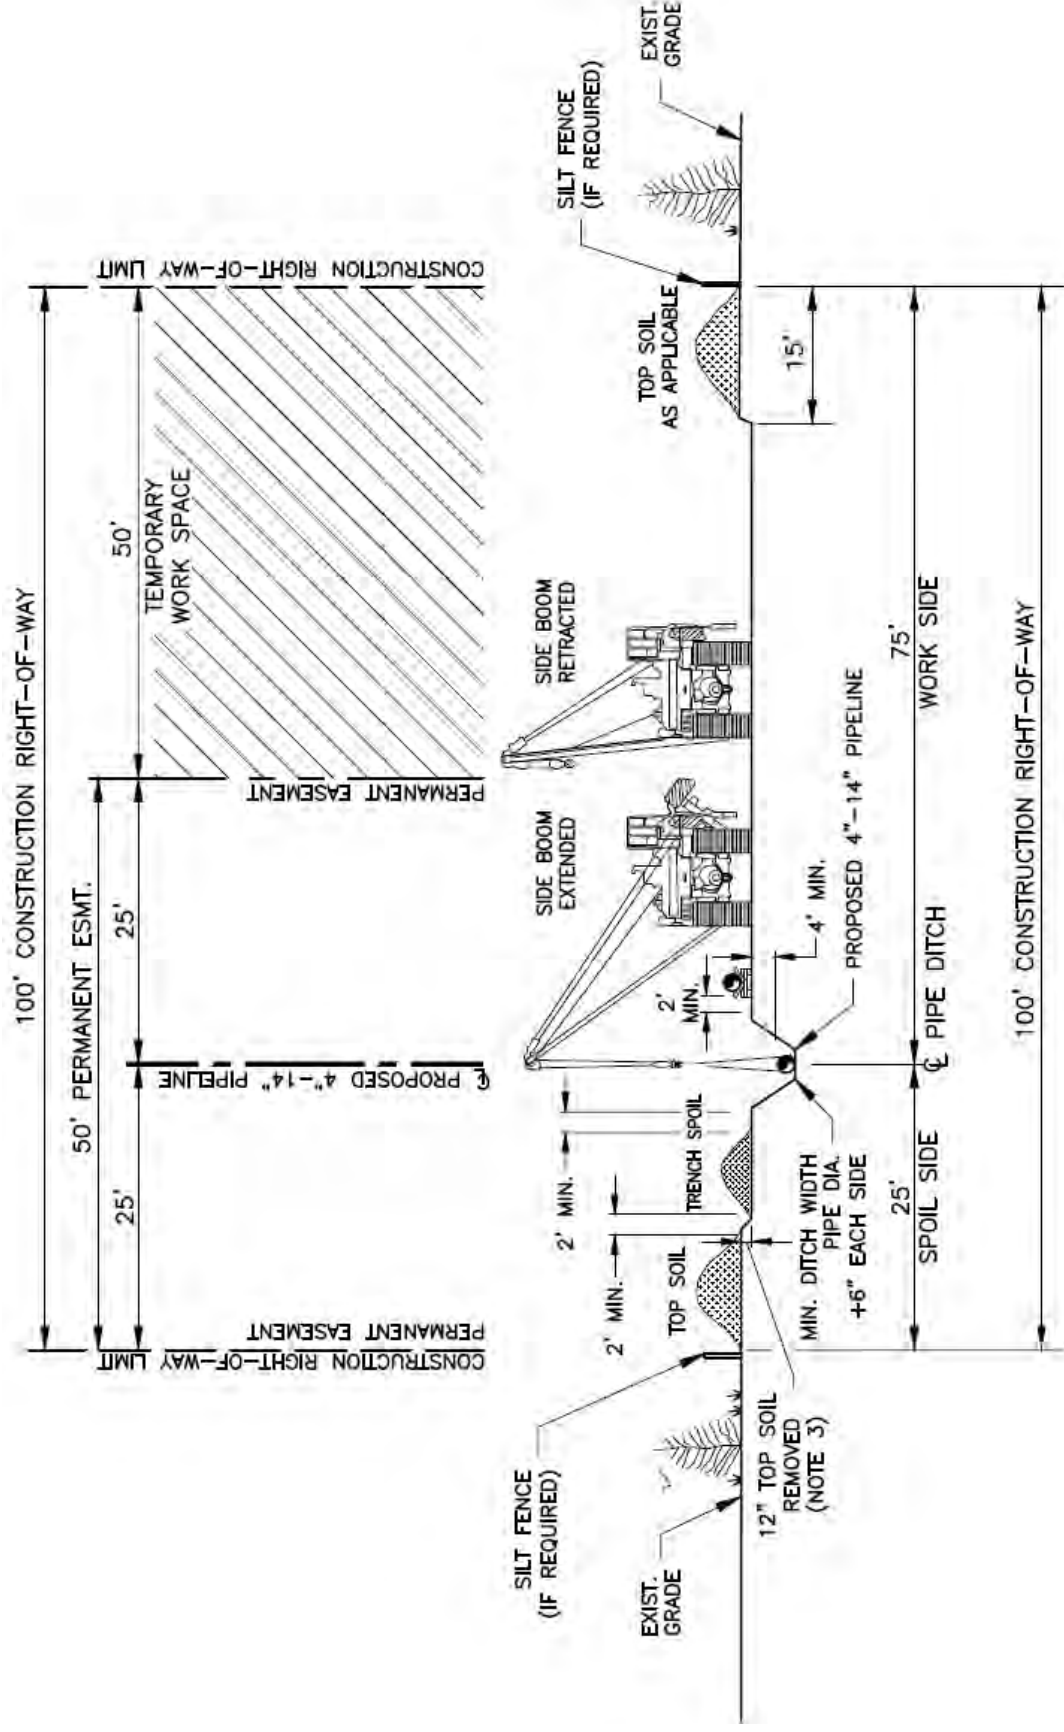 100' CONSTRUCTION RIGHT-OF-WAY
50' PERMANENT ESMT.
25'
25'
50'
TEMPORARY
WORK SPACE
CONSTRUCTION RIGHT-OF-WAY LIMIT
PERMANENT EASEMENT
℄ PROPOSED 4"-14" PIPELINE
PERMANENT EASEMENT
CONSTRUCTION RIGHT-OF-WAY LIMIT
SILT FENCE
(IF REQUIRED)
EXIST.
GRADE
2' MIN.
TOP SOIL
2' MIN.
TRENCH SPOIL
SIDE BOOM
EXTENDED
SIDE BOOM
RETRACTED
TOP SOIL
AS APPLICABLE
SILT FENCE
(IF REQUIRED)
EXIST.
GRADE
12" TOP SOIL
REMOVED
(NOTE 3)
MIN. DITCH WIDTH
PIPE DIA.
+6" EACH SIDE
2'
MIN.
4' MIN.
PROPOSED 4"-14" PIPELINE
15'
25'
SPOIL SIDE
℄ PIPE DITCH
75'
WORK SIDE
100' CONSTRUCTION RIGHT-OF-WAY